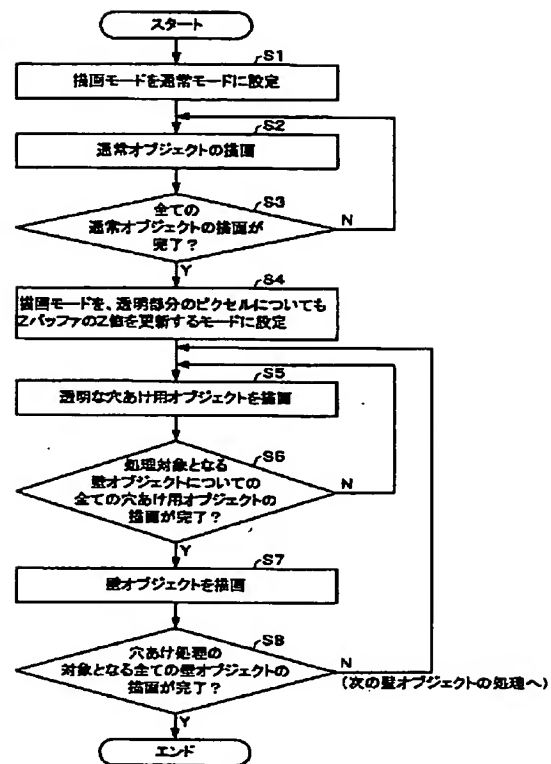 スタート
S1
描画モードを通常モードに設定
S2
通常オブジェクトの描画
S3
全ての
通常オブジェクトの描画が
完了？
N
Y
S4
描画モードを、透明部分のピクセルについても
Zバッファの Z値を更新するモードに設定
S5
透明な穴あけ用オブジェクトを描画
S6
処理対象となる
壁オブジェクトについての
全ての穴あけ用オブジェクトの
描画が完了？
N
Y
S7
壁オブジェクトを描画
S8
穴あけ処理の
対象となる全ての壁オブジェクトの
描画が完了？
N
(次の壁オブジェクトの処理へ)
Y
エンド